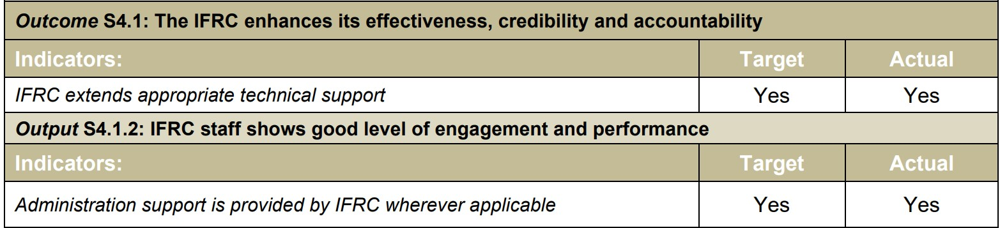 Outcome S4.1: The IFRC enhances its effectiveness, credibility and accountability
Indicators: Target Actual
IFRC extends appropriate technical support Yes Yes
Output S4.1.2: IFRC staff shows good level of engagement and performance
Indicators: Target Actual
Administration support is provided by IFRC wherever applicable Yes Yes